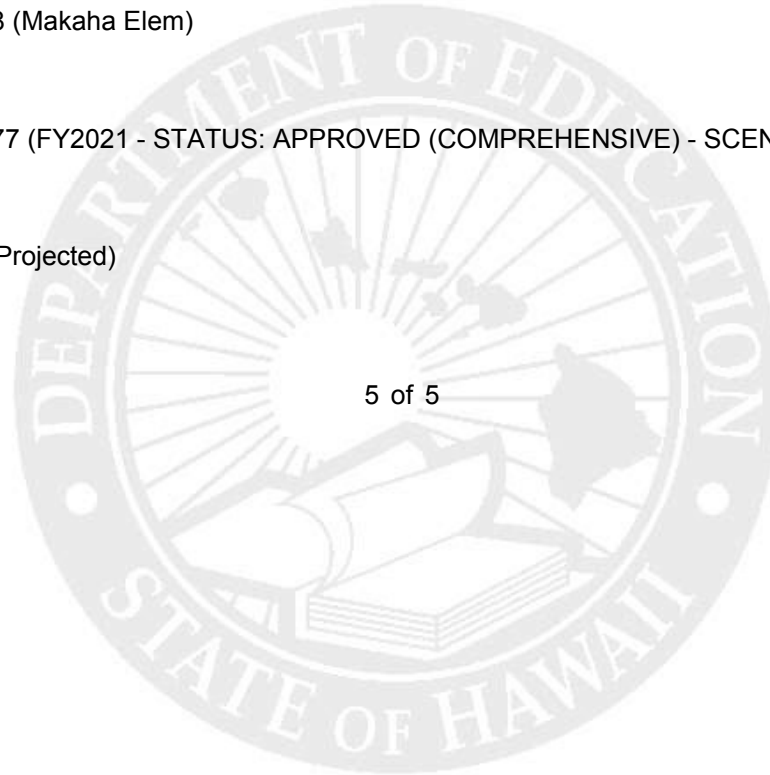 3 (Makaha Elem)
77 (FY2021 - STATUS: APPROVED (COMPREHENSIVE) - SCEN
Projected)
5 of 5
DEPARTMENT OF EDUCATION
STATE OF HAWAII